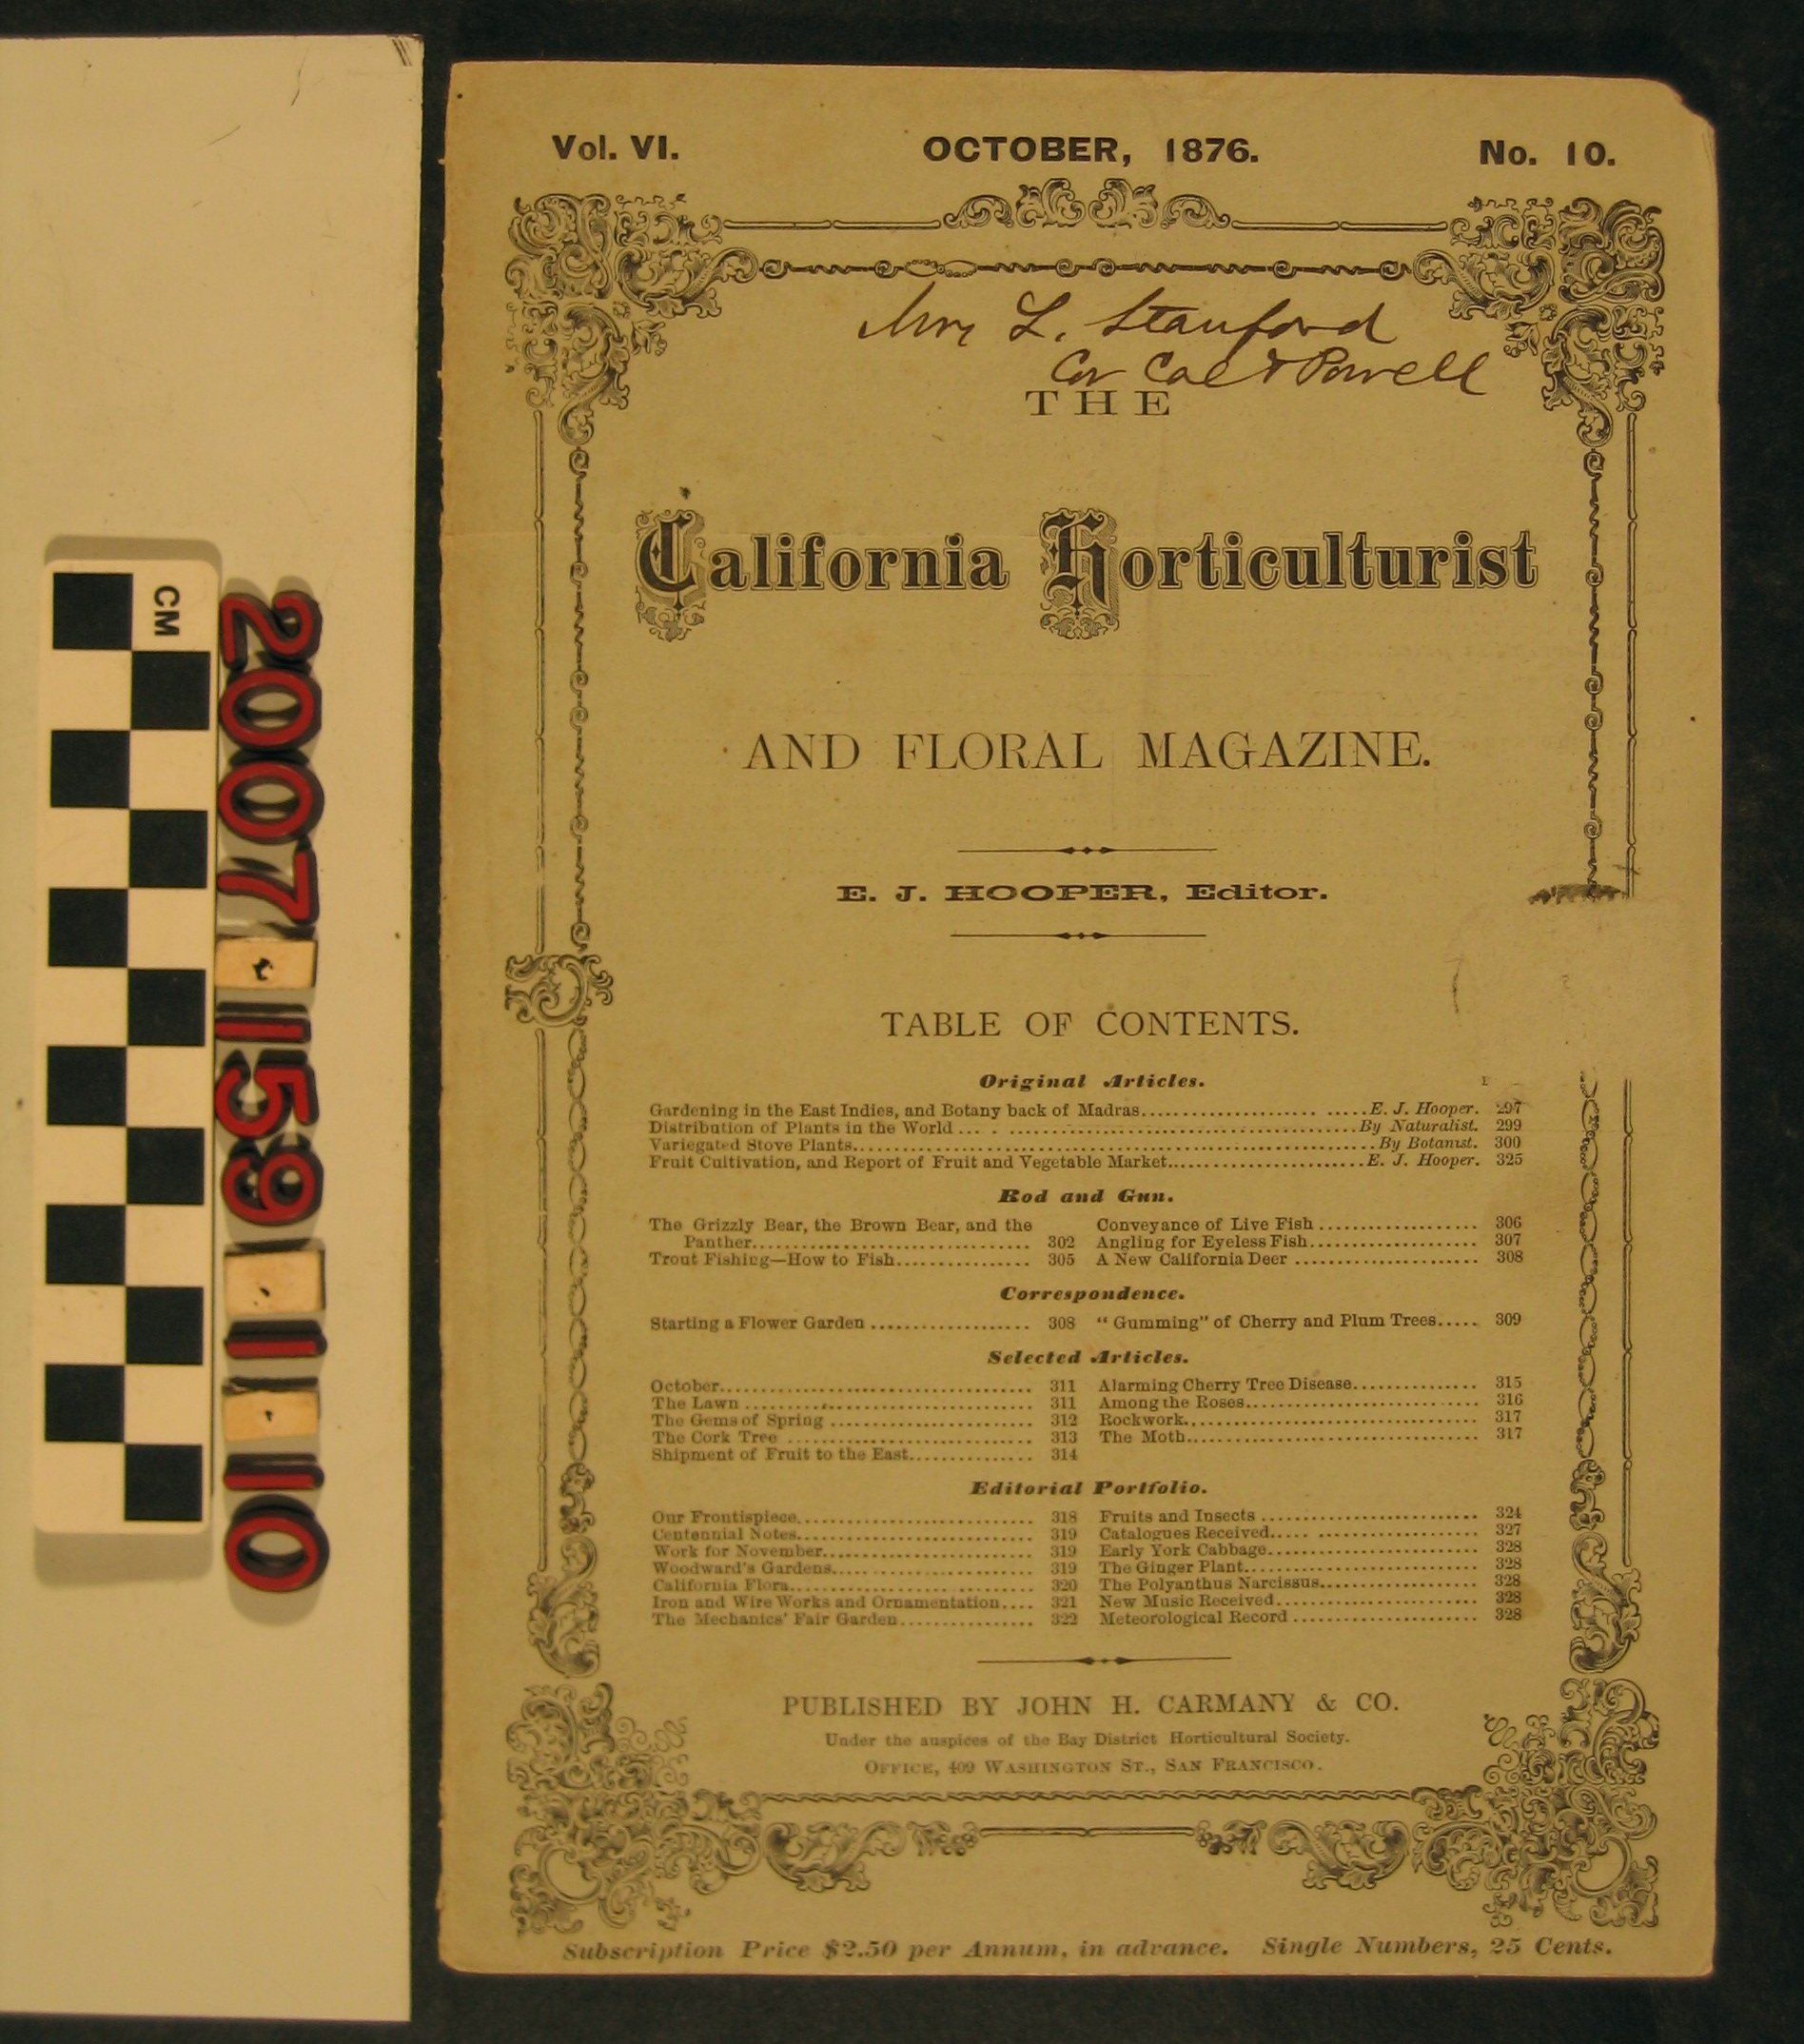 CM
2007.159.1.10
Vol. VI.
OCTOBER, 1876.
No. 10.
Mrs L. Stanford
Cor Cal & Powell
THE
California Horticulturist
AND FLORAL MAGAZINE.
E. J. HOOPER, Editor.
TABLE OF CONTENTS.
Original Articles.
Gardening in the East Indies, and Botany back of Madras.......................... E. J. Hooper. 297
Distribution of Plants in the World .......................... By Naturalist. 299
Variegated Stove Plants.......................... By Botanist. 300
Fruit Cultivation, and Report of Fruit and Vegetable Market.......................... E. J. Hooper. 325
Rod and Gun.
The Grizzly Bear, the Brown Bear, and the
Panther.......................... 302
Trout Fishing—How to Fish................ 305
Conveyance of Live Fish ................... 306
Angling for Eyeless Fish.................... 307
A New California Deer ...................... 308
Correspondence.
Starting a Flower Garden ................... 308
“ Gumming” of Cherry and Plum Trees..... 309
Selected Articles.
October.......................... 311
The Lawn .......................... 311
The Gems of Spring ........................ 312
The Cork Tree .......................... 313
Shipment of Fruit to the East............... 314
Alarming Cherry Tree Disease............... 315
Among the Roses.......................... 316
Rockwork.......................... 317
The Moth.......................... 317
Editorial Portfolio.
Our Frontispiece.......................... 318
Centennial Notes.......................... 319
Work for November......................... 319
Woodward's Gardens........................ 319
California Flora.......................... 320
Iron and Wire Works and Ornamentation.... 321
The Mechanics' Fair Garden................ 322
Fruits and Insects .......................... 324
Catalogues Received..... ................... 327
Early York Cabbage......................... 328
The Ginger Plant.......................... 328
The Polyanthus Narcissus................... 328
New Music Received........................ 328
Meteorological Record ...................... 328
PUBLISHED BY JOHN H. CARMANY & CO.
Under the auspices of the Bay District Horticultural Society.
OFFICE, 409 WASHINGTON ST., SAN FRANCISCO.
Subscription Price $2.50 per Annum, in advance. Single Numbers, 25 Cents.